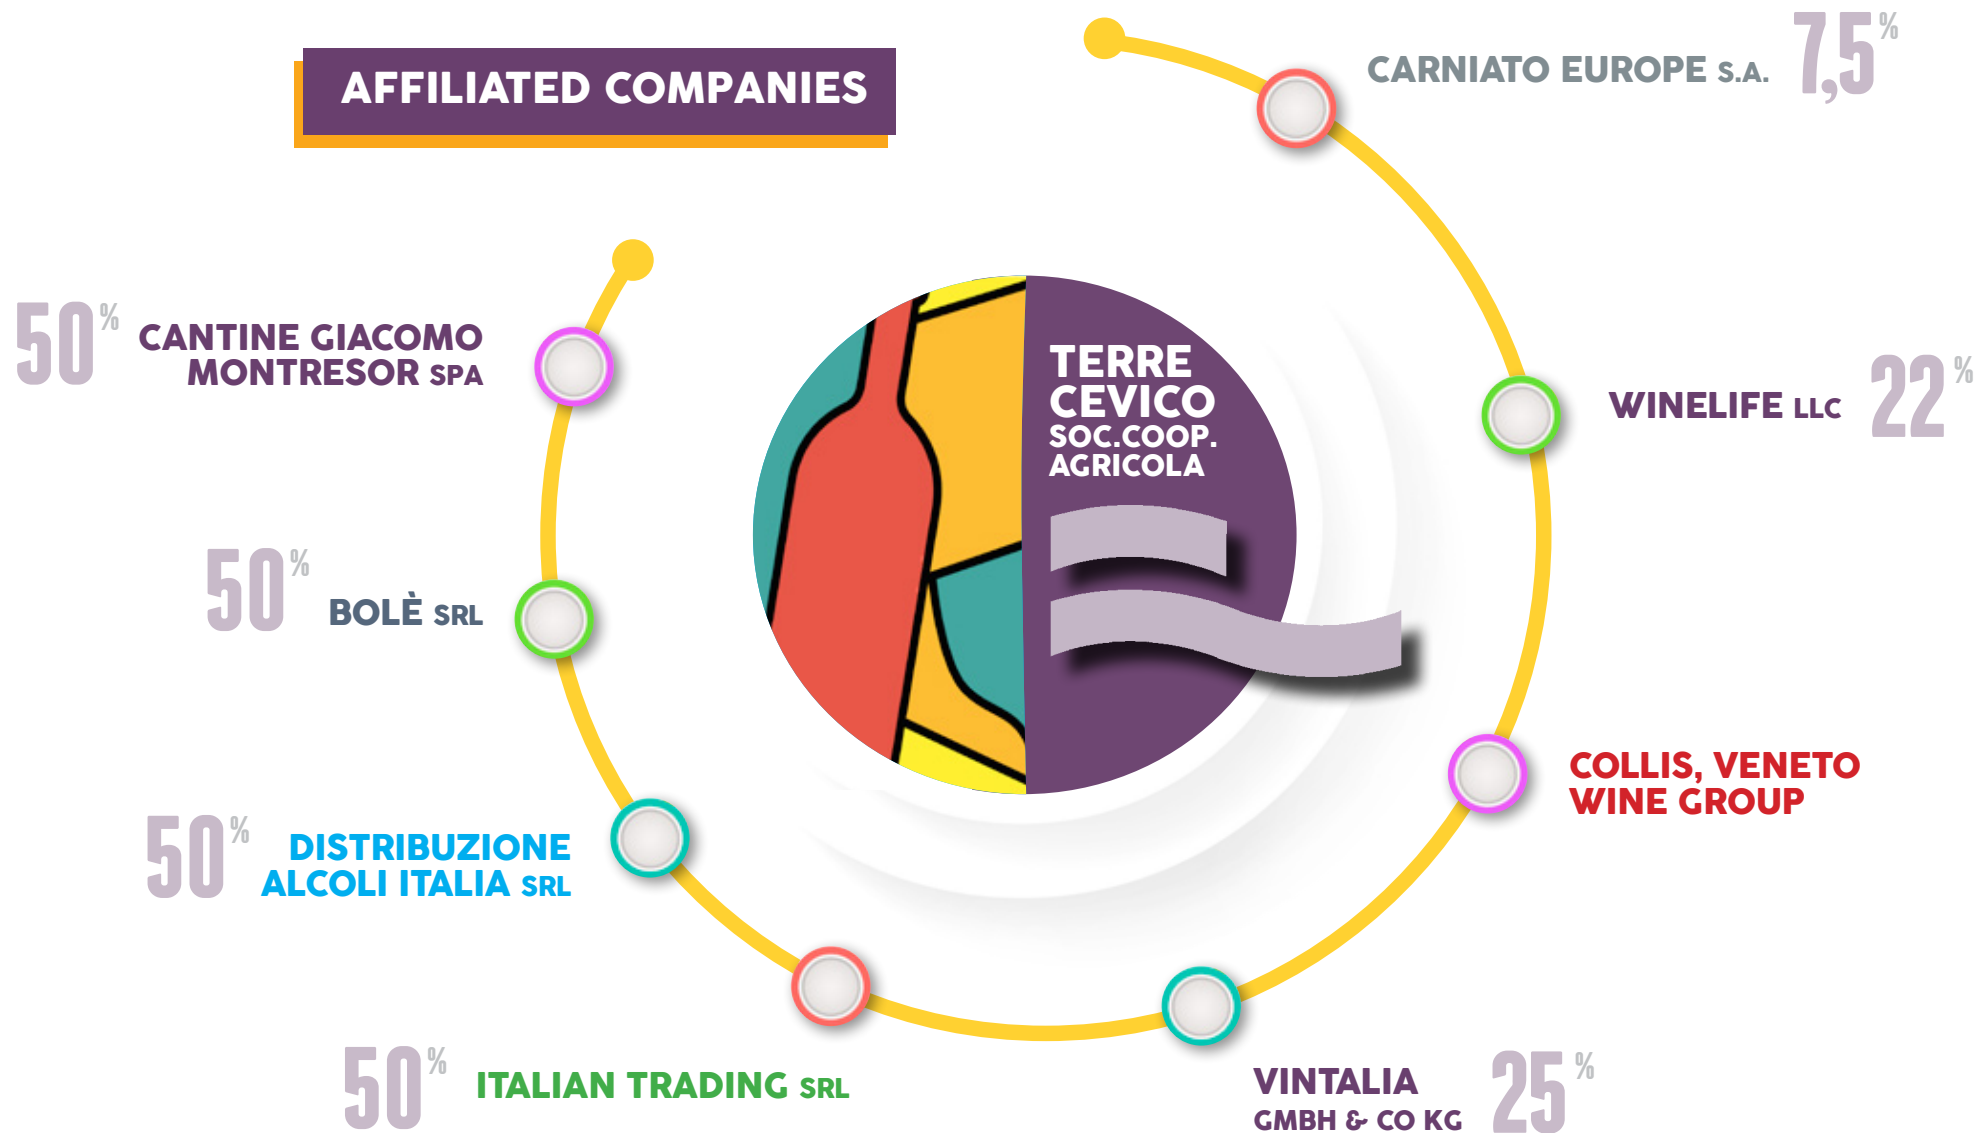 AFFILIATED COMPANIES
CARNIATO EUROPE S.A. 7,5%
WINELIFE LLC 22%
COLLIS, VENETO
WINE GROUP
VINTALIA
GMBH & CO KG 25%
50% ITALIAN TRADING SRL
50% DISTRIBUZIONE
ALCOLI ITALIA SRL
50% BOLÈ SRL
50% CANTINE GIACOMO
MONTRESOR SPA
TERRE
CEVICO
SOC.COOP.
AGRICOLA